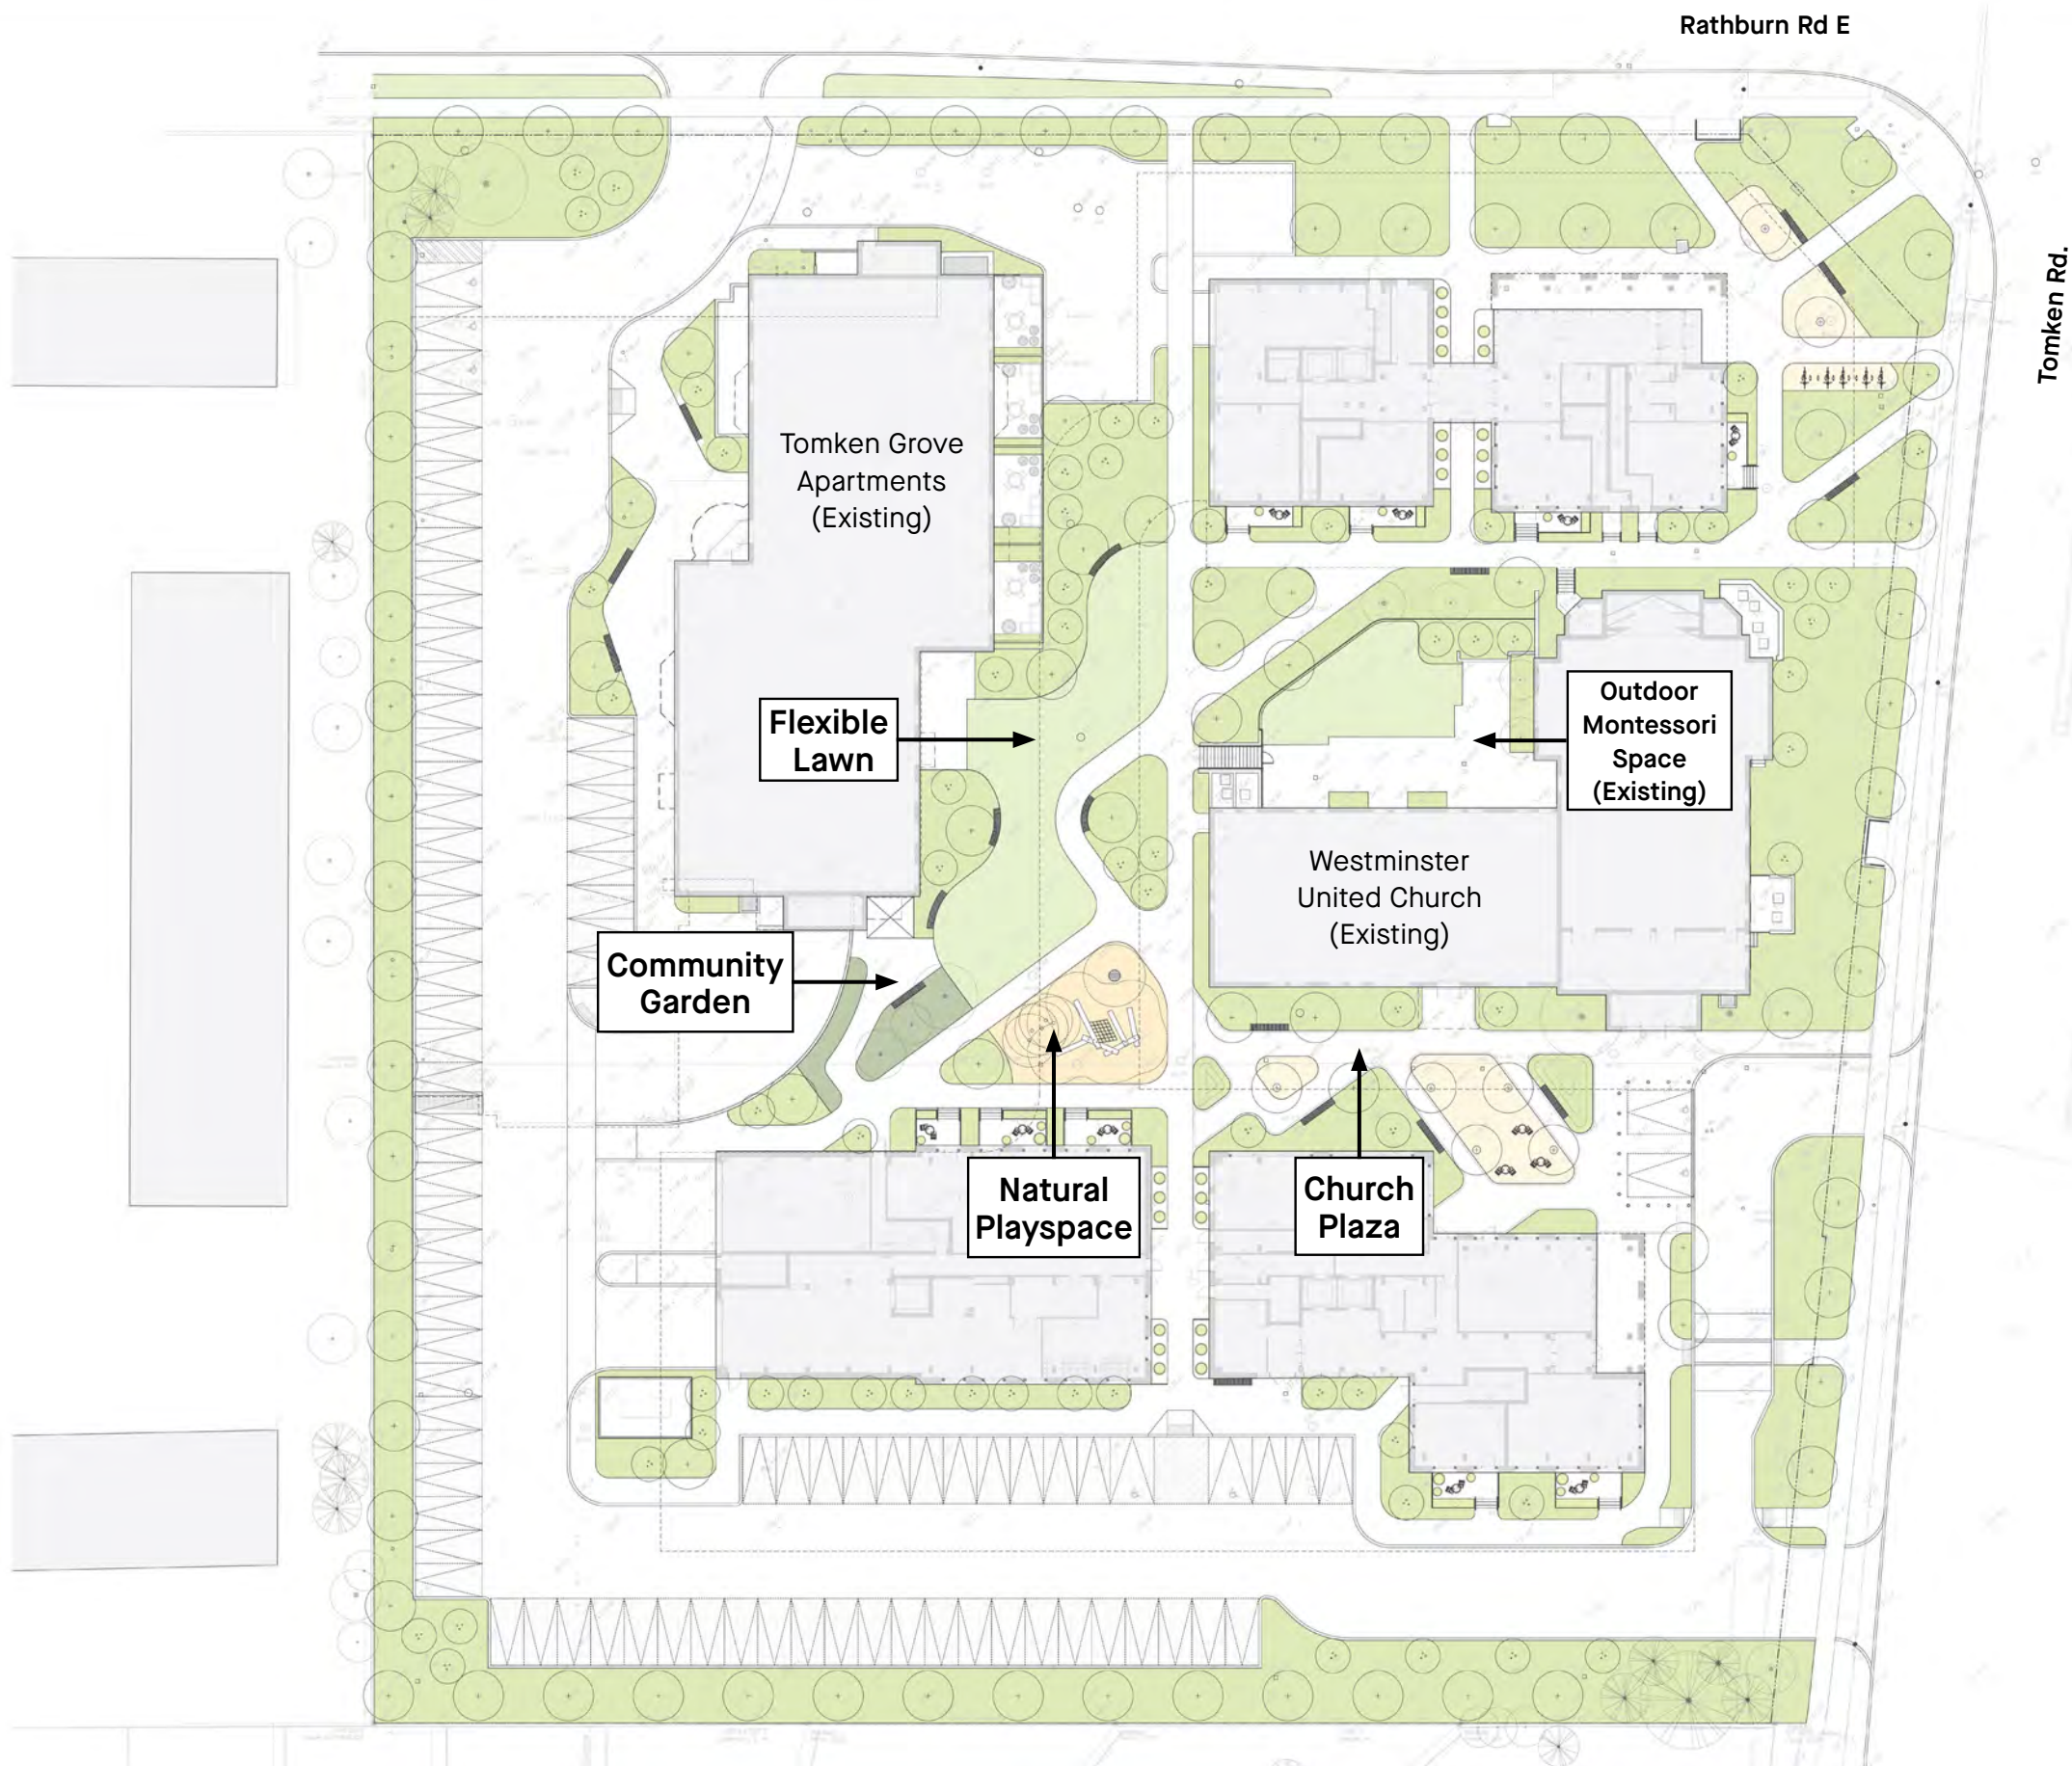 Rathburn Rd E
Tomken Rd.
Tomken Grove
Apartments
(Existing)
Flexible
Lawn
Outdoor
Montessori
Space
(Existing)
Westminster
United Church
(Existing)
Community
Garden
Natural
Playspace
Church
Plaza